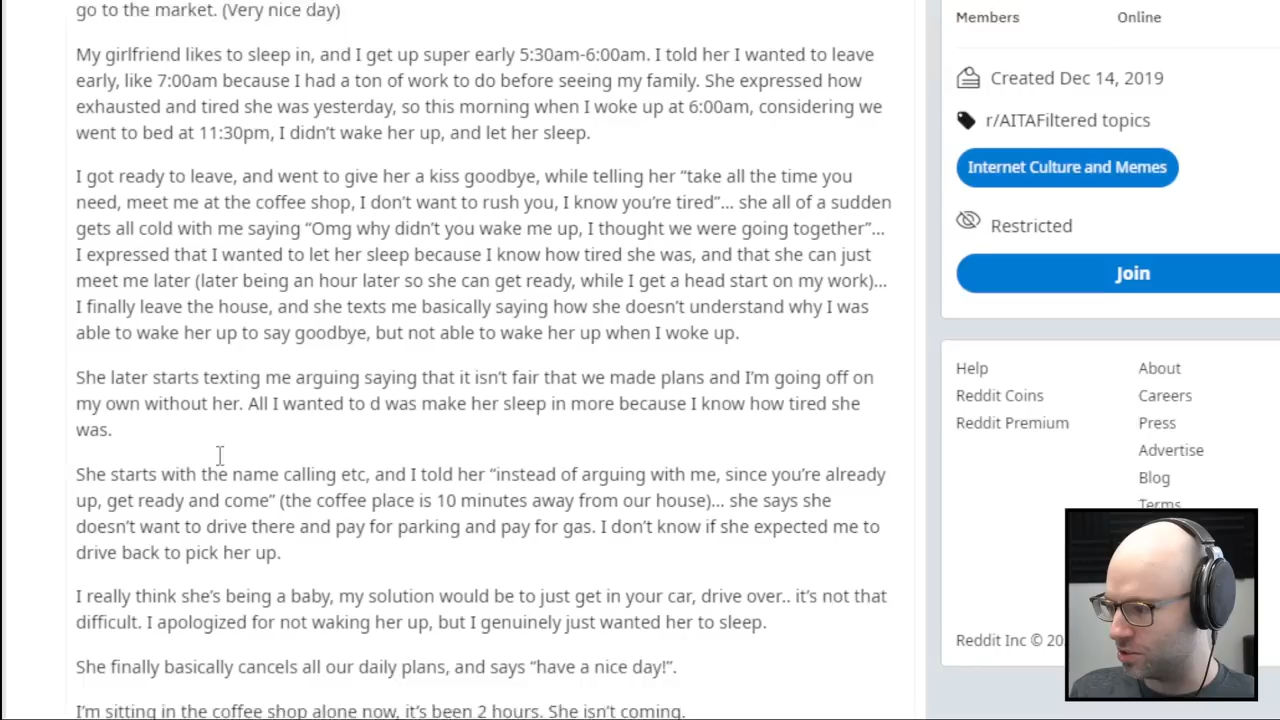 go to the market. (Very nice day)
My girlfriend likes to sleep in, and I get up super early 5:30am-6:00am. I told her I wanted to leave
early, like 7:00am because I had a ton of work to do before seeing my family. She expressed how
exhausted and tired she was yesterday, so this morning when I woke up at 6:00am, considering we
went to bed at 11:30pm, I didn’t wake her up, and let her sleep.
I got ready to leave, and went to give her a kiss goodbye, while telling her “take all the time you
need, meet me at the coffee shop, I don’t want to rush you, I know you’re tired”... she all of a sudden
gets all cold with me saying “Omg why didn’t you wake me up, I thought we were going together”...
I expressed that I wanted to let her sleep because I know how tired she was, and that she can just
meet me later (later being an hour later so she can get ready, while I get a head start on my work)...
I finally leave the house, and she texts me basically saying how she doesn’t understand why I was
able to wake her up to say goodbye, but not able to wake her up when I woke up.
She later starts texting me arguing saying that it isn’t fair that we made plans and I’m going off on
my own without her. All I wanted to d was make her sleep in more because I know how tired she
was.
She starts with the name calling etc, and I told her “instead of arguing with me, since you’re already
up, get ready and come” (the coffee place is 10 minutes away from our house)... she says she
doesn’t want to drive there and pay for parking and pay for gas. I don’t know if she expected me to
drive back to pick her up.
I really think she’s being a baby, my solution would be to just get in your car, drive over.. it’s not that
difficult. I apologized for not waking her up, but I genuinely just wanted her to sleep.
She finally basically cancels all our daily plans, and says “have a nice day!”.
I’m sitting in the coffee shop alone now, it’s been 2 hours. She isn’t coming.
Members Online
Created Dec 14, 2019
r/AITAFiltered topics
Internet Culture and Memes
Restricted
Join
Help About
Reddit Coins Careers
Reddit Premium Press
Advertise
Blog
Terms
Reddit Inc © 20